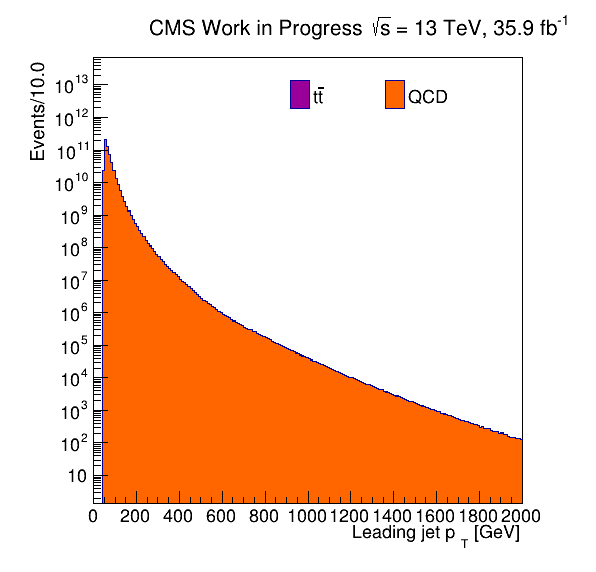 CMS Work in Progress √s = 13 TeV, 35.9 fb⁻¹
Events/10.0
tt̄
QCD
10¹³
10¹²
10¹¹
10¹⁰
10⁹
10⁸
10⁷
10⁶
10⁵
10⁴
10³
10²
10
0 200 400 600 800 1000 1200 1400 1600 1800 2000
Leading jet p_T [GeV]